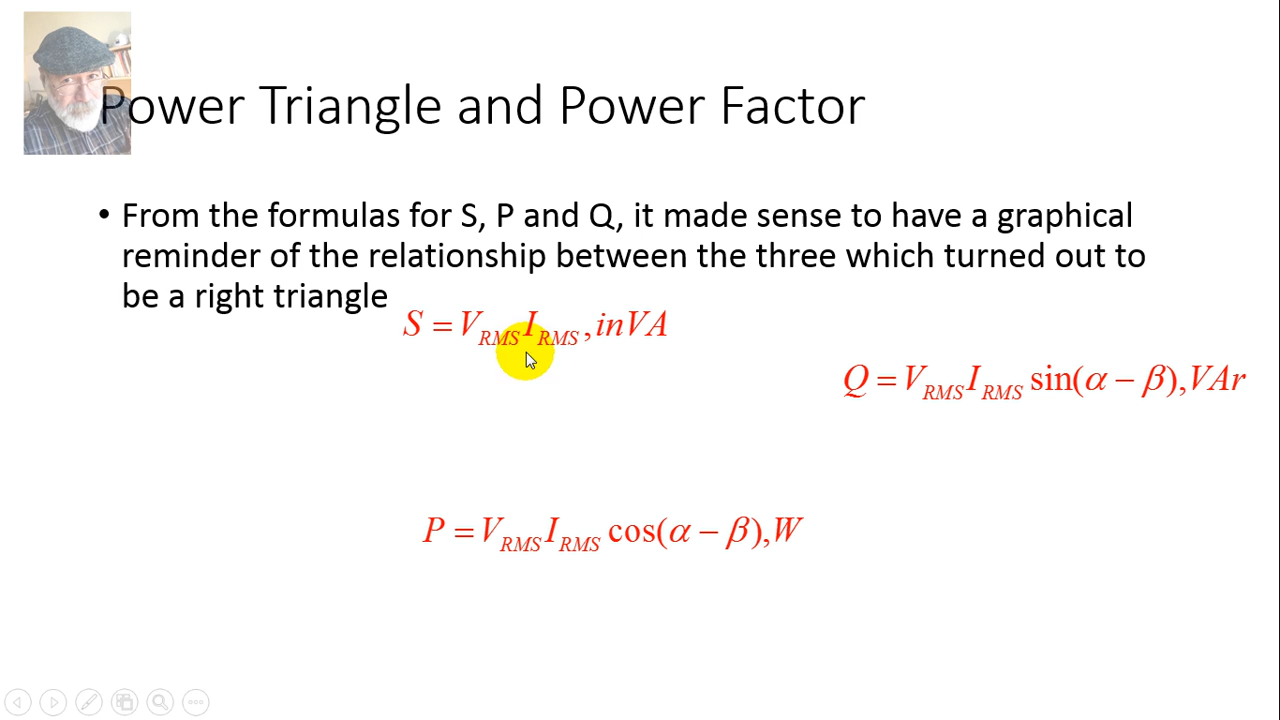 Power Triangle and Power Factor
• From the formulas for S, P and Q, it made sense to have a graphical
reminder of the relationship between the three which turned out to
be a right triangle
S = V_RMS I_RMS, inVA
Q = V_RMS I_RMS sin(α − β), VAr
P = V_RMS I_RMS cos(α − β), W